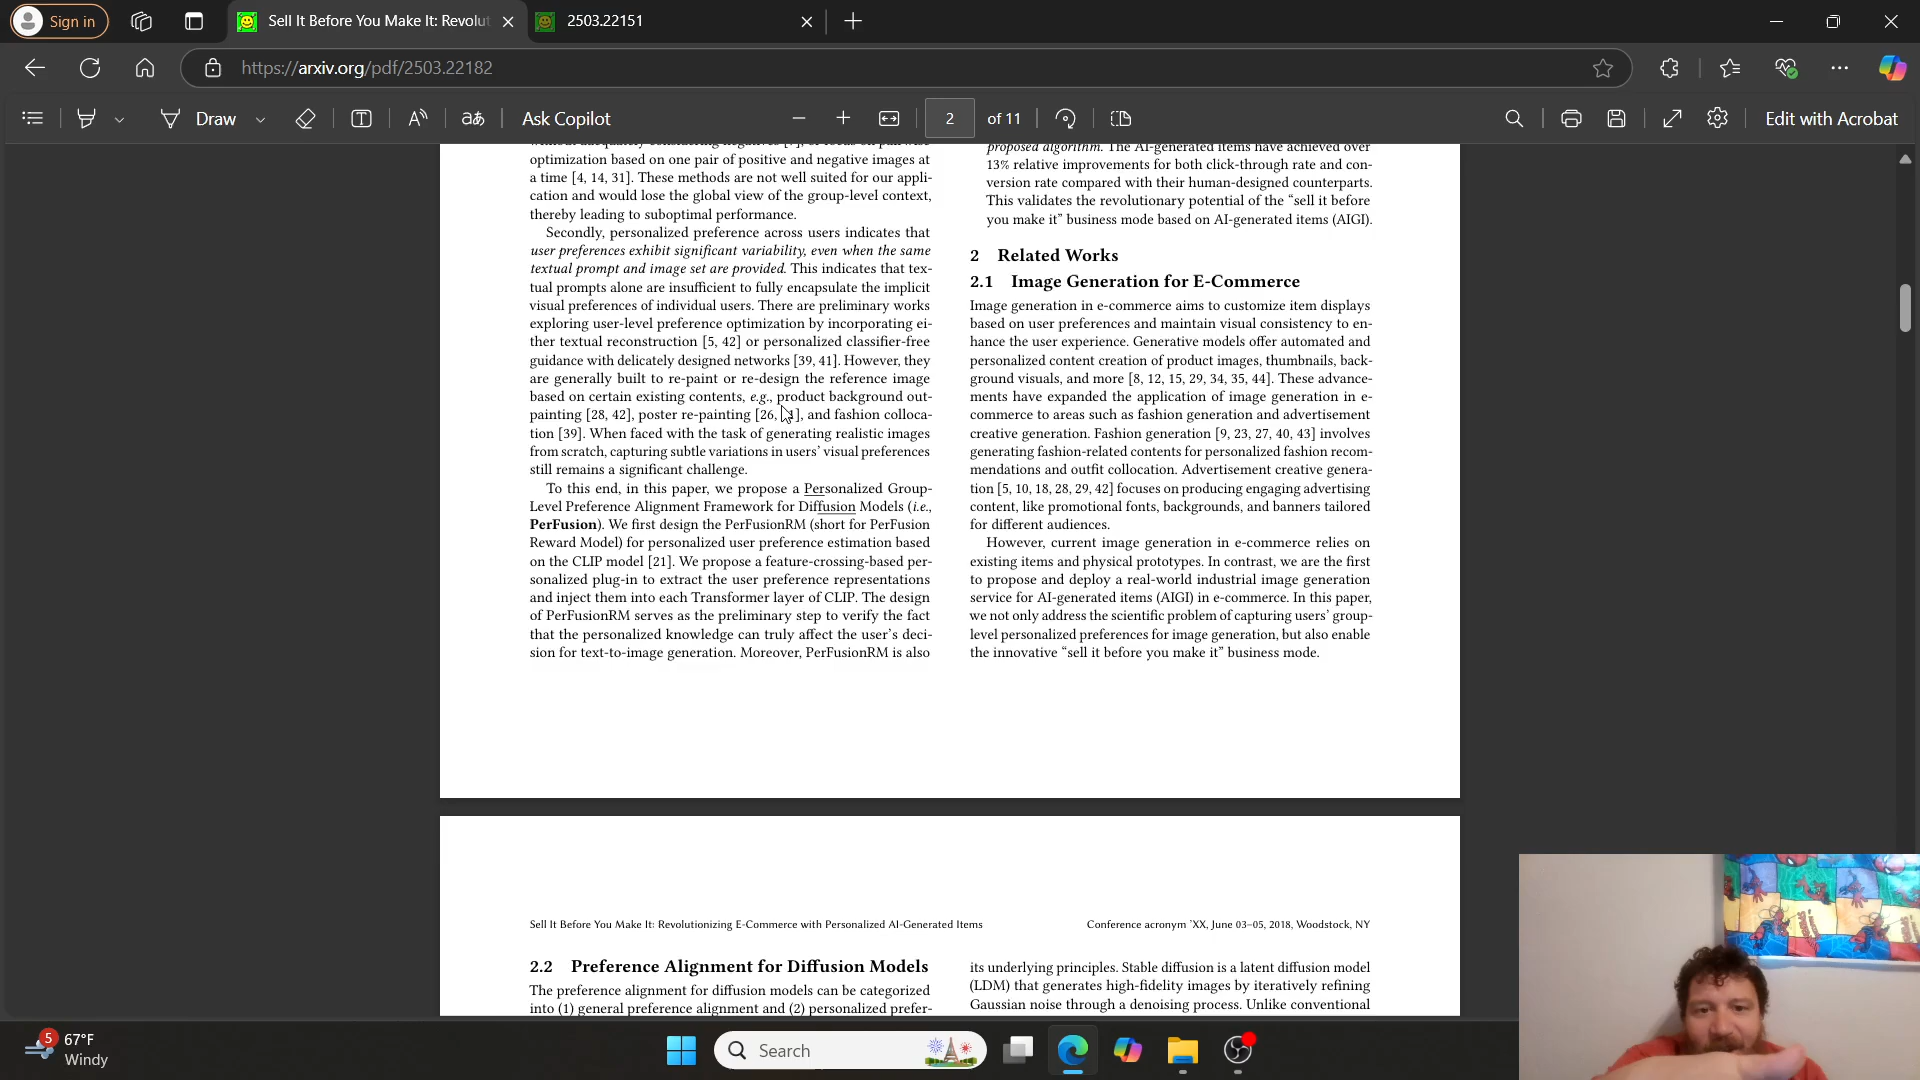 Sign in
Sell It Before You Make It: Revolut
2503.22151
https://arxiv.org/pdf/2503.22182
Draw
aあ
Ask Copilot
2
of 11
Edit with Acrobat
optimization based on one pair of positive and negative images at
a time [4, 14, 31]. These methods are not well suited for our appli-
cation and would lose the global view of the group-level context,
thereby leading to suboptimal performance.
Secondly, personalized preference across users indicates that
user preferences exhibit significant variability, even when the same
textual prompt and image set are provided. This indicates that tex-
tual prompts alone are insufficient to fully encapsulate the implicit
visual preferences of individual users. There are preliminary works
exploring user-level preference optimization by incorporating ei-
ther textual reconstruction [5, 42] or personalized classifier-free
guidance with delicately designed networks [39, 41]. However, they
are generally built to re-paint or re-design the reference image
based on certain existing contents, e.g., product background out-
painting [28, 42], poster re-painting [26, 1], and fashion colloca-
tion [39]. When faced with the task of generating realistic images
from scratch, capturing subtle variations in users' visual preferences
still remains a significant challenge.
To this end, in this paper, we propose a Personalized Group-
Level Preference Alignment Framework for Diffusion Models (i.e.,
PerFusion). We first design the PerFusionRM (short for PerFusion
Reward Model) for personalized user preference estimation based
on the CLIP model [21]. We propose a feature-crossing-based per-
sonalized plug-in to extract the user preference representations
and inject them into each Transformer layer of CLIP. The design
of PerFusionRM serves as the preliminary step to verify the fact
that the personalized knowledge can truly affect the user's deci-
sion for text-to-image generation. Moreover, PerFusionRM is also
proposed algorithm. The AI-generated items have achieved over
13% relative improvements for both click-through rate and con-
version rate compared with their human-designed counterparts.
This validates the revolutionary potential of the "sell it before
you make it" business mode based on AI-generated items (AIGI).
2 Related Works
2.1 Image Generation for E-Commerce
Image generation in e-commerce aims to customize item displays
based on user preferences and maintain visual consistency to en-
hance the user experience. Generative models offer automated and
personalized content creation of product images, thumbnails, back-
ground visuals, and more [8, 12, 15, 29, 34, 35, 44]. These advance-
ments have expanded the application of image generation in e-
commerce to areas such as fashion generation and advertisement
creative generation. Fashion generation [9, 23, 27, 40, 43] involves
generating fashion-related contents for personalized fashion recom-
mendations and outfit collocation. Advertisement creative genera-
tion [5, 10, 18, 28, 29, 42] focuses on producing engaging advertising
content, like promotional fonts, backgrounds, and banners tailored
for different audiences.
However, current image generation in e-commerce relies on
existing items and physical prototypes. In contrast, we are the first
to propose and deploy a real-world industrial image generation
service for AI-generated items (AIGI) in e-commerce. In this paper,
we not only address the scientific problem of capturing users' group-
level personalized preferences for image generation, but also enable
the innovative "sell it before you make it" business mode.
Sell It Before You Make It: Revolutionizing E-Commerce with Personalized AI-Generated Items
Conference acronym 'XX, June 03–05, 2018, Woodstock, NY
2.2 Preference Alignment for Diffusion Models
The preference alignment for diffusion models can be categorized
into (1) general preference alignment and (2) personalized prefer-
its underlying principles. Stable diffusion is a latent diffusion model
(LDM) that generates high-fidelity images by iteratively refining
Gaussian noise through a denoising process. Unlike conventional
5
67°F
Windy
Search